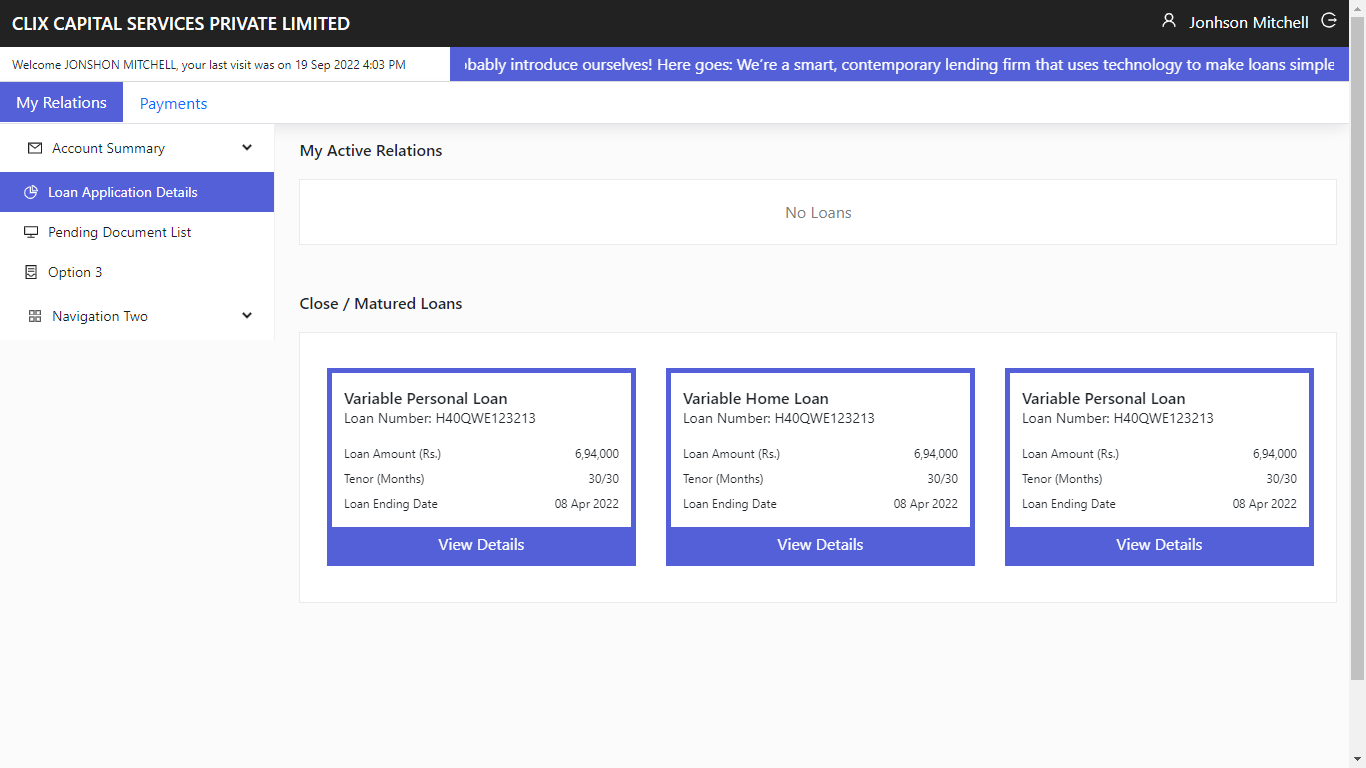 CLIX CAPITAL SERVICES PRIVATE LIMITED
Jonhson Mitchell
Welcome JONSHON MITCHELL, your last visit was on 19 Sep 2022 4:03 PM
obably introduce ourselves! Here goes: We're a smart, contemporary lending firm that uses technology to make loans simple
My Relations
Payments
Account Summary
Loan Application Details
Pending Document List
Option 3
Navigation Two
My Active Relations
No Loans
Close / Matured Loans
Variable Personal Loan
Loan Number: H40QWE123213
Loan Amount (Rs.) 6,94,000
Tenor (Months) 30/30
Loan Ending Date 08 Apr 2022
View Details
Variable Home Loan
Loan Number: H40QWE123213
Loan Amount (Rs.) 6,94,000
Tenor (Months) 30/30
Loan Ending Date 08 Apr 2022
View Details
Variable Personal Loan
Loan Number: H40QWE123213
Loan Amount (Rs.) 6,94,000
Tenor (Months) 30/30
Loan Ending Date 08 Apr 2022
View Details